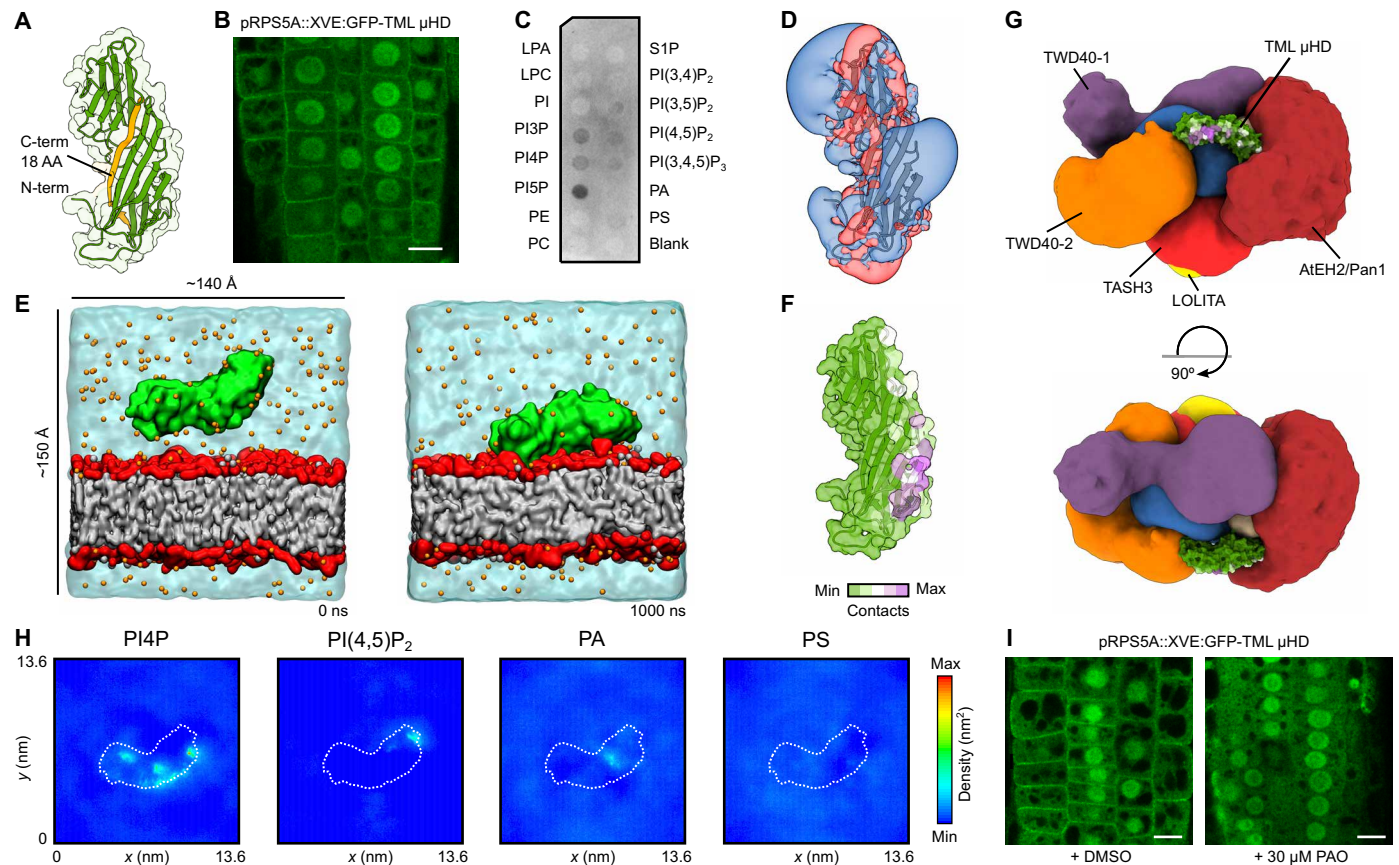 A
C-term
18 AA
N-term
B
pRPS5A::XVE:GFP-TML µHD
C
LPA
LPC
PI
PI3P
PI4P
PI5P
PE
PC
S1P
PI(3,4)P₂
PI(3,5)P₂
PI(4,5)P₂
PI(3,4,5)P₃
PA
PS
Blank
D
G
TWD40-1
TML µHD
TWD40-2
TASH3
LOLITA
AtEH2/Pan1
90º
E
~140 Å
~150 Å
0 ns
1000 ns
F
Min
Max
Contacts
H
PI4P
PI(4,5)P₂
PA
PS
13.6
y (nm)
0
0
x (nm)
13.6
x (nm)
13.6
x (nm)
13.6
x (nm)
13.6
Max
Density (nm²)
Min
I
pRPS5A::XVE:GFP-TML µHD
+ DMSO
+ 30 µM PAO